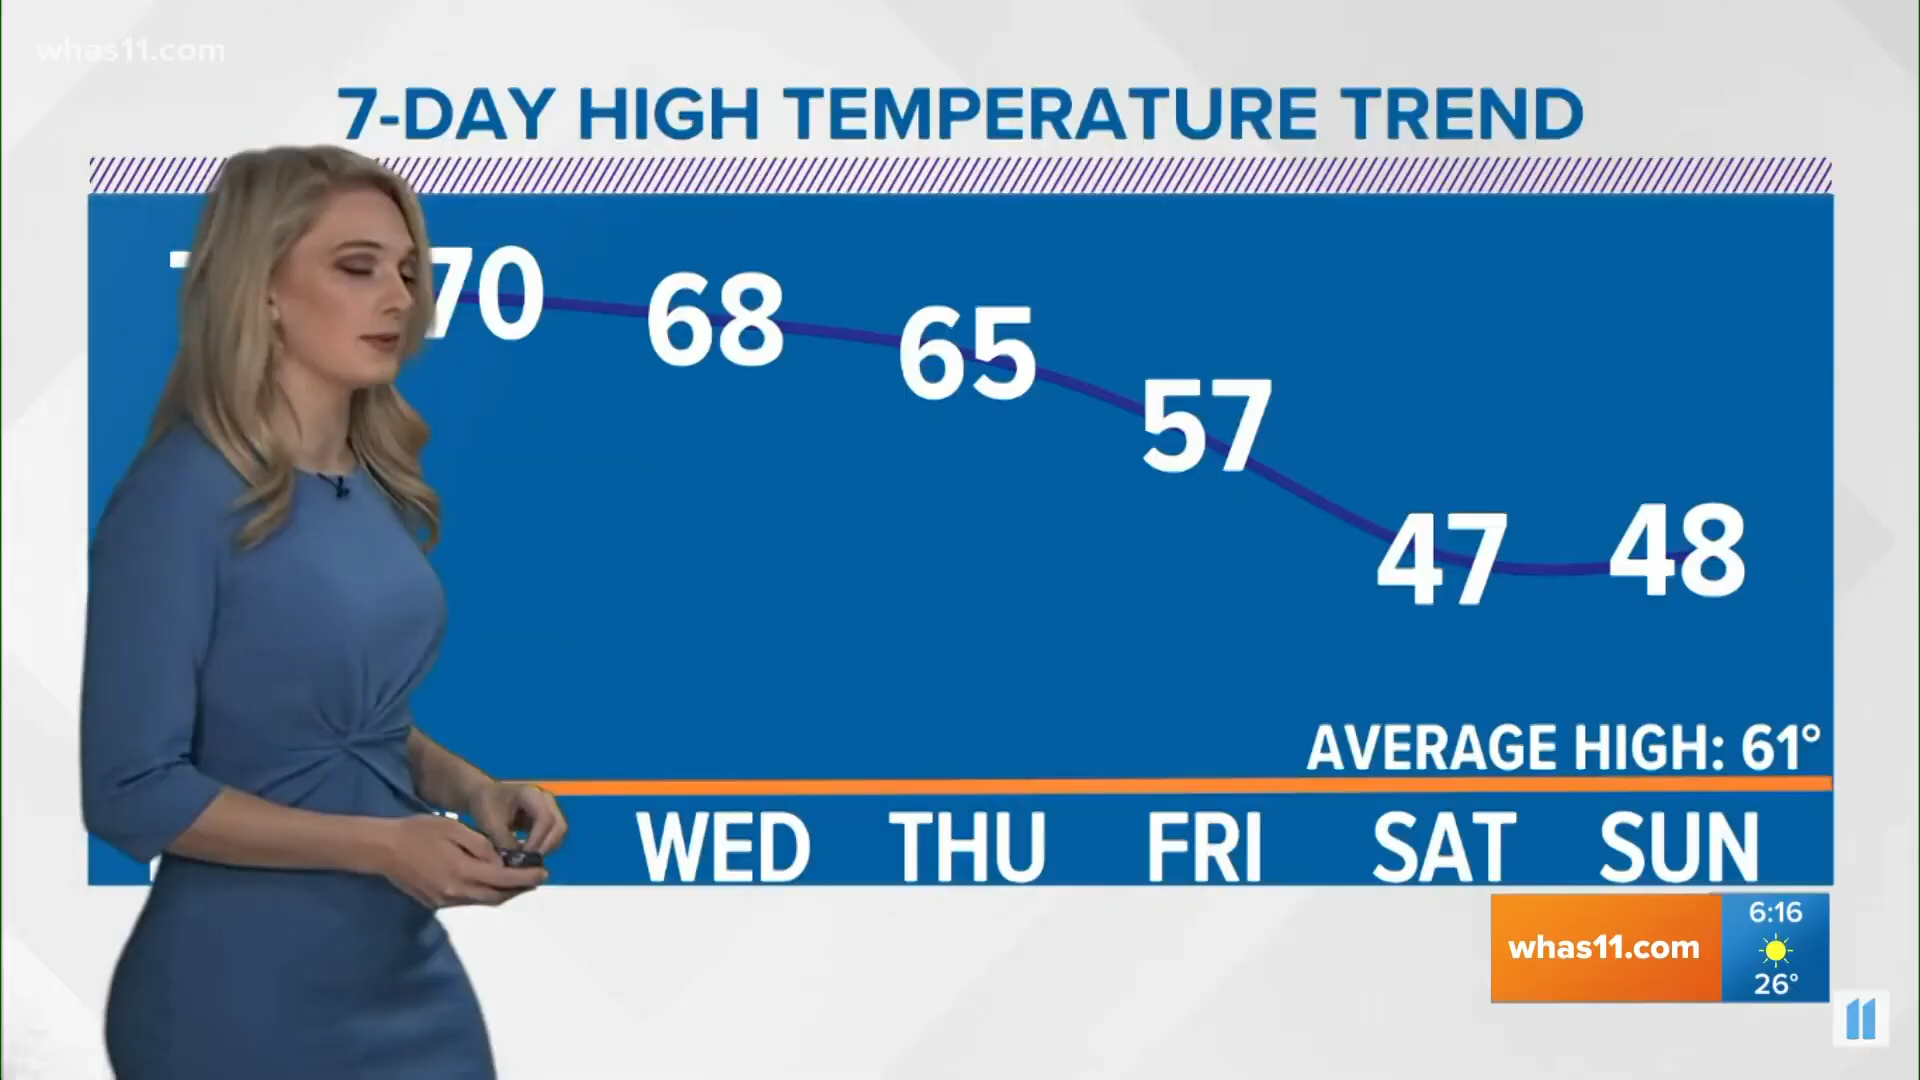 whas11.com
7-DAY HIGH TEMPERATURE TREND
70 68 65 57 47 48
AVERAGE HIGH: 61°
WED THU FRI SAT SUN
6:16
whas11.com
26°
11